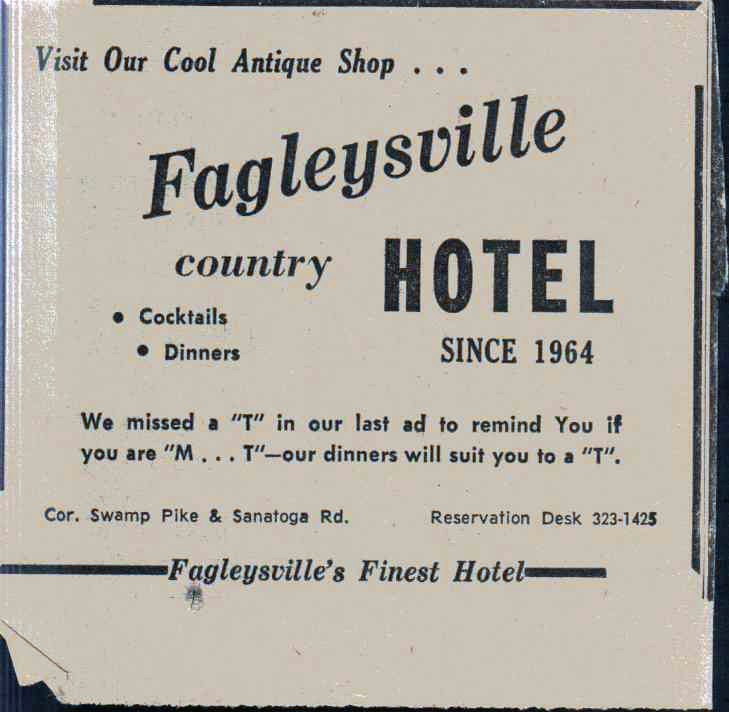 Visit Our Cool Antique Shop . . .
Fagleysville
country HOTEL
• Cocktails
• Dinners
SINCE 1964
We missed a "T" in our last ad to remind You if
you are "M . . . T"—our dinners will suit you to a "T".
Cor. Swamp Pike & Sanatoga Rd. Reservation Desk 323-1425
Fagleysville's Finest Hotel